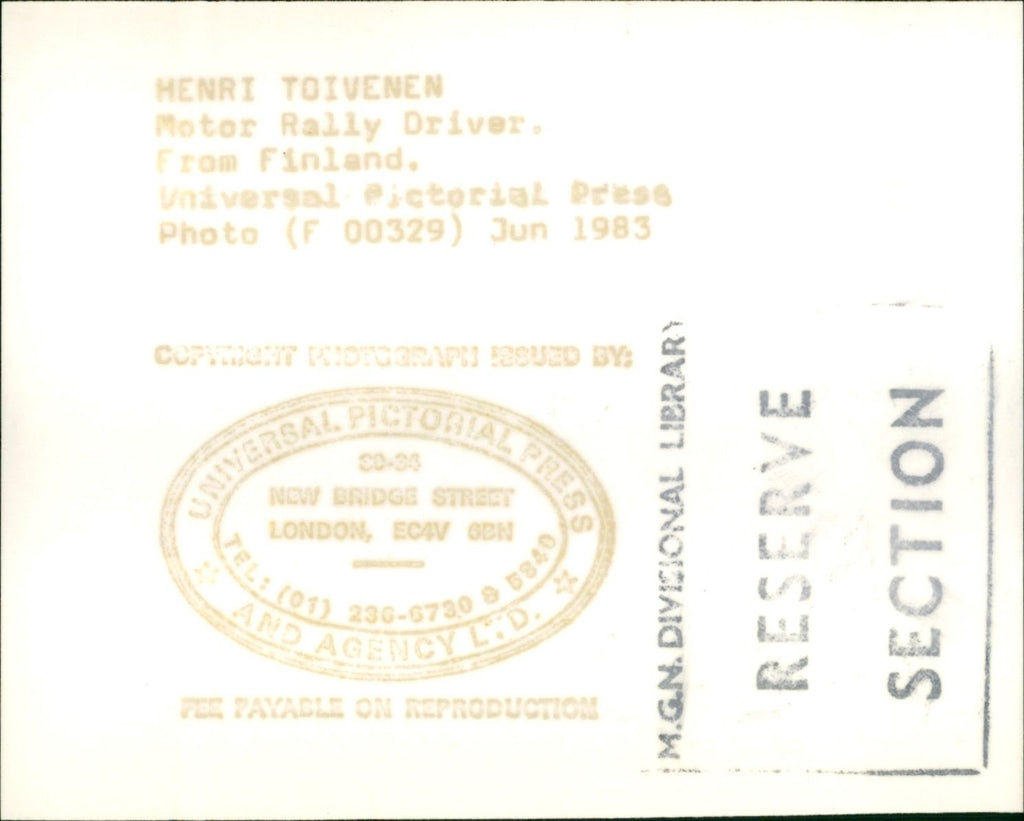 HENRI TOIVENEN
Motor Rally Driver.
From Finland.
Universal Pictorial Press
Photo (F 00329) Jun 1983
COPYRIGHT PHOTOGRAPH ISSUED BY:
UNIVERSAL PICTORIAL PRESS
30-34
NEW BRIDGE STREET
LONDON, EC4V 6BN
TEL: (01) 236-6730 & 5840
AND AGENCY LTD.
FEE PAYABLE ON REPRODUCTION
M.G.N. DIVISIONAL LIBRARY
RESERVE
SECTION